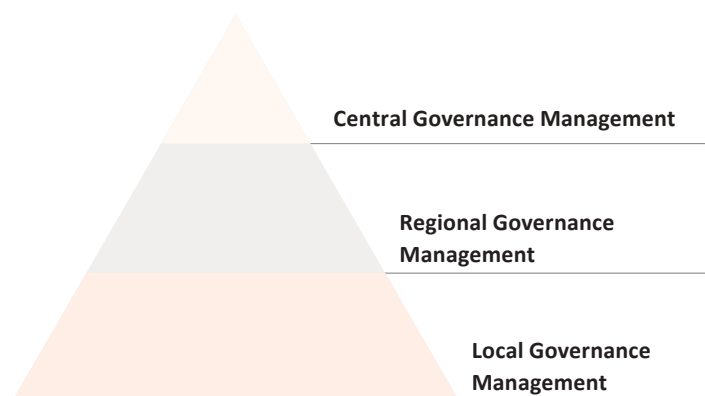 Central Governance Management
Regional Governance
Management
Local Governance
Management